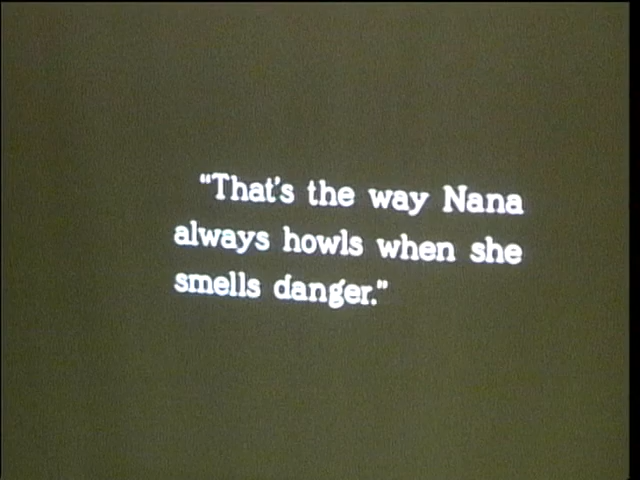 "That's the way Nana
always howls when she
smells danger."